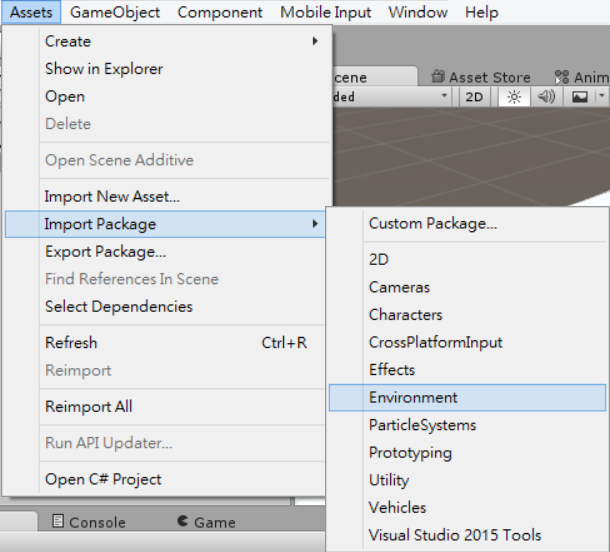 Assets GameObject Component Mobile Input Window Help
Create
Show in Explorer
Open
Delete
Open Scene Additive
Import New Asset...
Import Package
Export Package...
Find References In Scene
Select Dependencies
Refresh Ctrl+R
Reimport
Reimport All
Run API Updater...
Open C# Project
cene Asset Store Anim
ded 2D
Custom Package...
2D
Cameras
Characters
CrossPlatformInput
Effects
Environment
ParticleSystems
Prototyping
Utility
Vehicles
Visual Studio 2015 Tools
Console Game